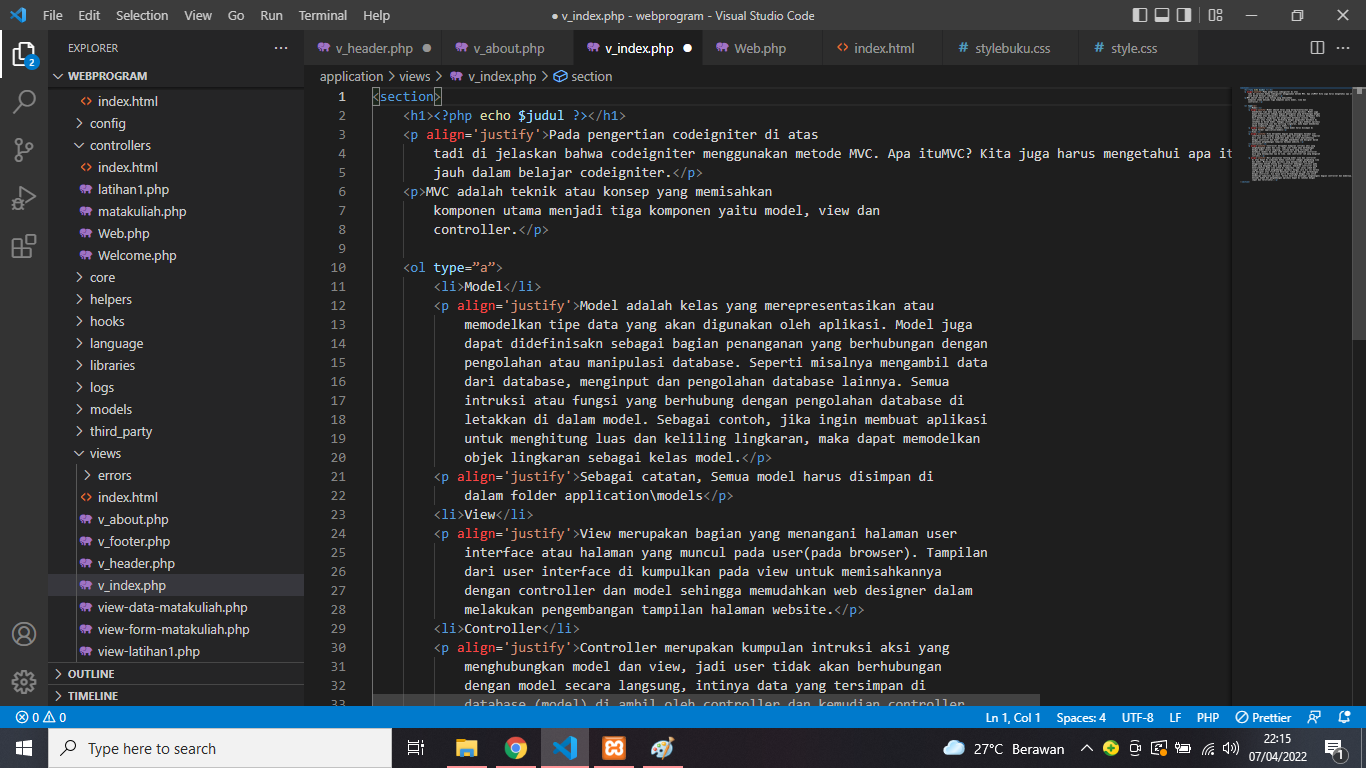 File Edit Selection View Go Run Terminal Help
● v_index.php - webprogram - Visual Studio Code
EXPLORER
v_header.php v_about.php v_index.php Web.php index.html # stylebuku.css # style.css
WEBPROGRAM
application > views > v_index.php > section
index.html
config
controllers
index.html
latihan1.php
matakuliah.php
Web.php
Welcome.php
core
helpers
hooks
language
libraries
logs
models
third_party
views
errors
index.html
v_about.php
v_footer.php
v_header.php
v_index.php
view-data-matakuliah.php
view-form-matakuliah.php
view-latihan1.php
OUTLINE
TIMELINE
2
1 <section>
2 <h1><?php echo $judul ?></h1>
3 <p align='justify'>Pada pengertian codeigniter di atas
4 tadi di jelaskan bahwa codeigniter menggunakan metode MVC. Apa ituMVC? Kita juga harus mengetahui apa it
5 jauh dalam belajar codeigniter.</p>
6 <p>MVC adalah teknik atau konsep yang memisahkan
7 komponen utama menjadi tiga komponen yaitu model, view dan
8 controller.</p>
9
10 <ol type=”a”>
11 <li>Model</li>
12 <p align='justify'>Model adalah kelas yang merepresentasikan atau
13 memodelkan tipe data yang akan digunakan oleh aplikasi. Model juga
14 dapat didefinisakn sebagai bagian penanganan yang berhubungan dengan
15 pengolahan atau manipulasi database. Seperti misalnya mengambil data
16 dari database, menginput dan pengolahan database lainnya. Semua
17 intruksi atau fungsi yang berhubung dengan pengolahan database di
18 letakkan di dalam model. Sebagai contoh, jika ingin membuat aplikasi
19 untuk menghitung luas dan keliling lingkaran, maka dapat memodelkan
20 objek lingkaran sebagai kelas model.</p>
21 <p align='justify'>Sebagai catatan, Semua model harus disimpan di
22 dalam folder application\models</p>
23 <li>View</li>
24 <p align='justify'>View merupakan bagian yang menangani halaman user
25 interface atau halaman yang muncul pada user(pada browser). Tampilan
26 dari user interface di kumpulkan pada view untuk memisahkannya
27 dengan controller dan model sehingga memudahkan web designer dalam
28 melakukan pengembangan tampilan halaman website.</p>
29 <li>Controller</li>
30 <p align='justify'>Controller merupakan kumpulan intruksi aksi yang
31 menghubungkan model dan view, jadi user tidak akan berhubungan
32 dengan model secara langsung, intinya data yang tersimpan di
33 database (model) di ambil oleh controller dan kemudian controller
0 0 Ln 1, Col 1 Spaces: 4 UTF-8 LF PHP Prettier
Type here to search
27°C Berawan
22:15
07/04/2022
1